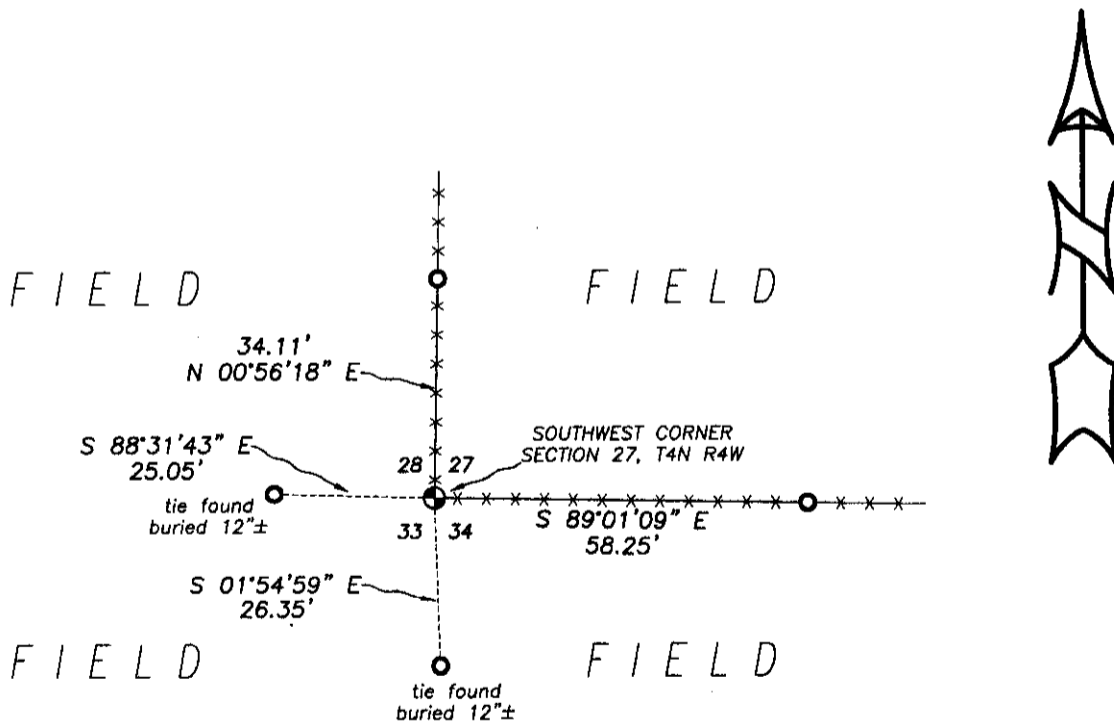 FIELD
FIELD
34.11'
N 00°56'18" E
S 88°31'43" E
25.05'
tie found
buried 12"±
28 27
SOUTHWEST CORNER
SECTION 27, T4N R4W
33 34
S 89°01'09" E
58.25'
S 01°54'59" E
26.35'
FIELD
FIELD
tie found
buried 12"±
N